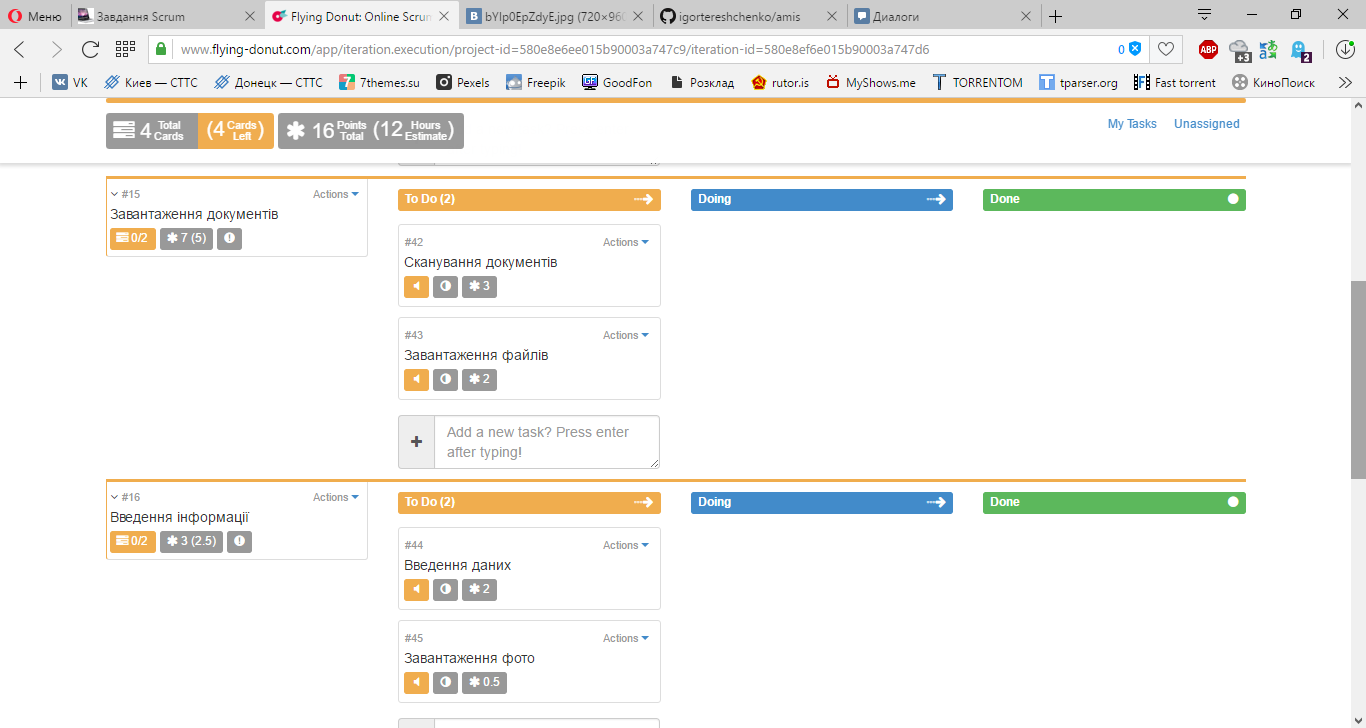 Меню
Завдання Scrum
Flying Donut: Online Scrum
bYIp0EpZdyE.jpg (720×960
igortereshchenko/amis
Диалоги
www.flying-donut.com/app/iteration.execution/project-id=580e8e6ee015b90003a747c9/iteration-id=580e8ef6e015b90003a747d6
0
ABP
+3
2
VK
Киев — СТТС
Донецк — СТТС
7themes.su
Pexels
Freepik
GoodFon
Розклад
rutor.is
MyShows.me
TORRENTOM
tparser.org
Fast torrent
КиноПоиск
4 Total Cards
(4 Cards Left)
16 Points Total (12 Hours Estimate)
My Tasks
Unassigned
#15
Actions
Завантаження документів
0/2
7 (5)
To Do (2)
Doing
Done
#42
Actions
Сканування документів
3
#43
Actions
Завантаження файлів
2
Add a new task? Press enter
after typing!
#16
Actions
Введення інформації
0/2
3 (2.5)
To Do (2)
Doing
Done
#44
Actions
Введення даних
2
#45
Actions
Завантаження фото
0.5